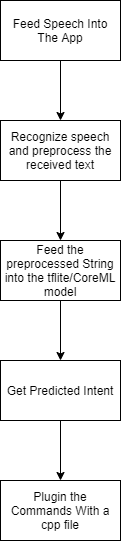 Feed Speech Into
The App
Recognize speech
and preprocess the
received text
Feed the
preprocessed String
into the tflite/CoreML
model
Get Predicted Intent
Plugin the
Commands With a
cpp file